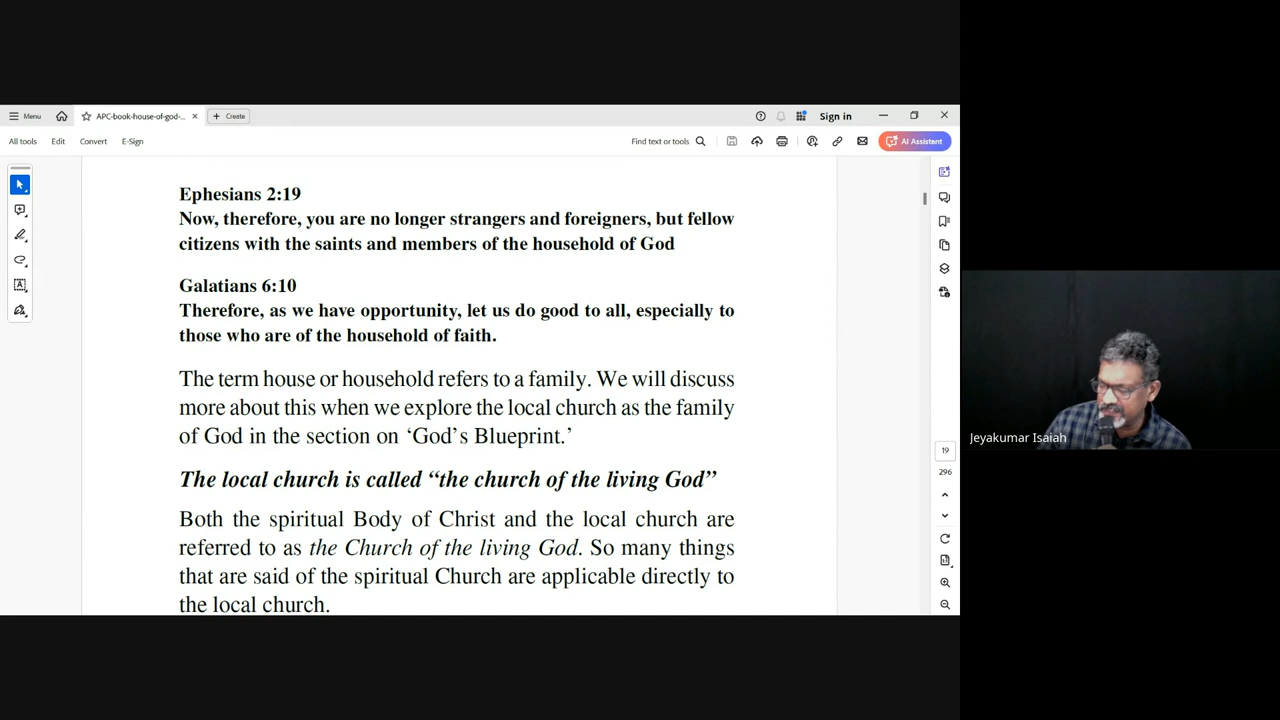 Menu
APC-book-house-of-god-...
Create
Sign in
All tools
Edit
Convert
E-Sign
Find text or tools
AI Assistant
Ephesians 2:19
Now, therefore, you are no longer strangers and foreigners, but fellow
citizens with the saints and members of the household of God
Galatians 6:10
Therefore, as we have opportunity, let us do good to all, especially to
those who are of the household of faith.
The term house or household refers to a family. We will discuss
more about this when we explore the local church as the family
of God in the section on ‘God’s Blueprint.’
The local church is called “the church of the living God”
Both the spiritual Body of Christ and the local church are
referred to as the Church of the living God. So many things
that are said of the spiritual Church are applicable directly to
the local church.
19
296
Jeyakumar Isaiah